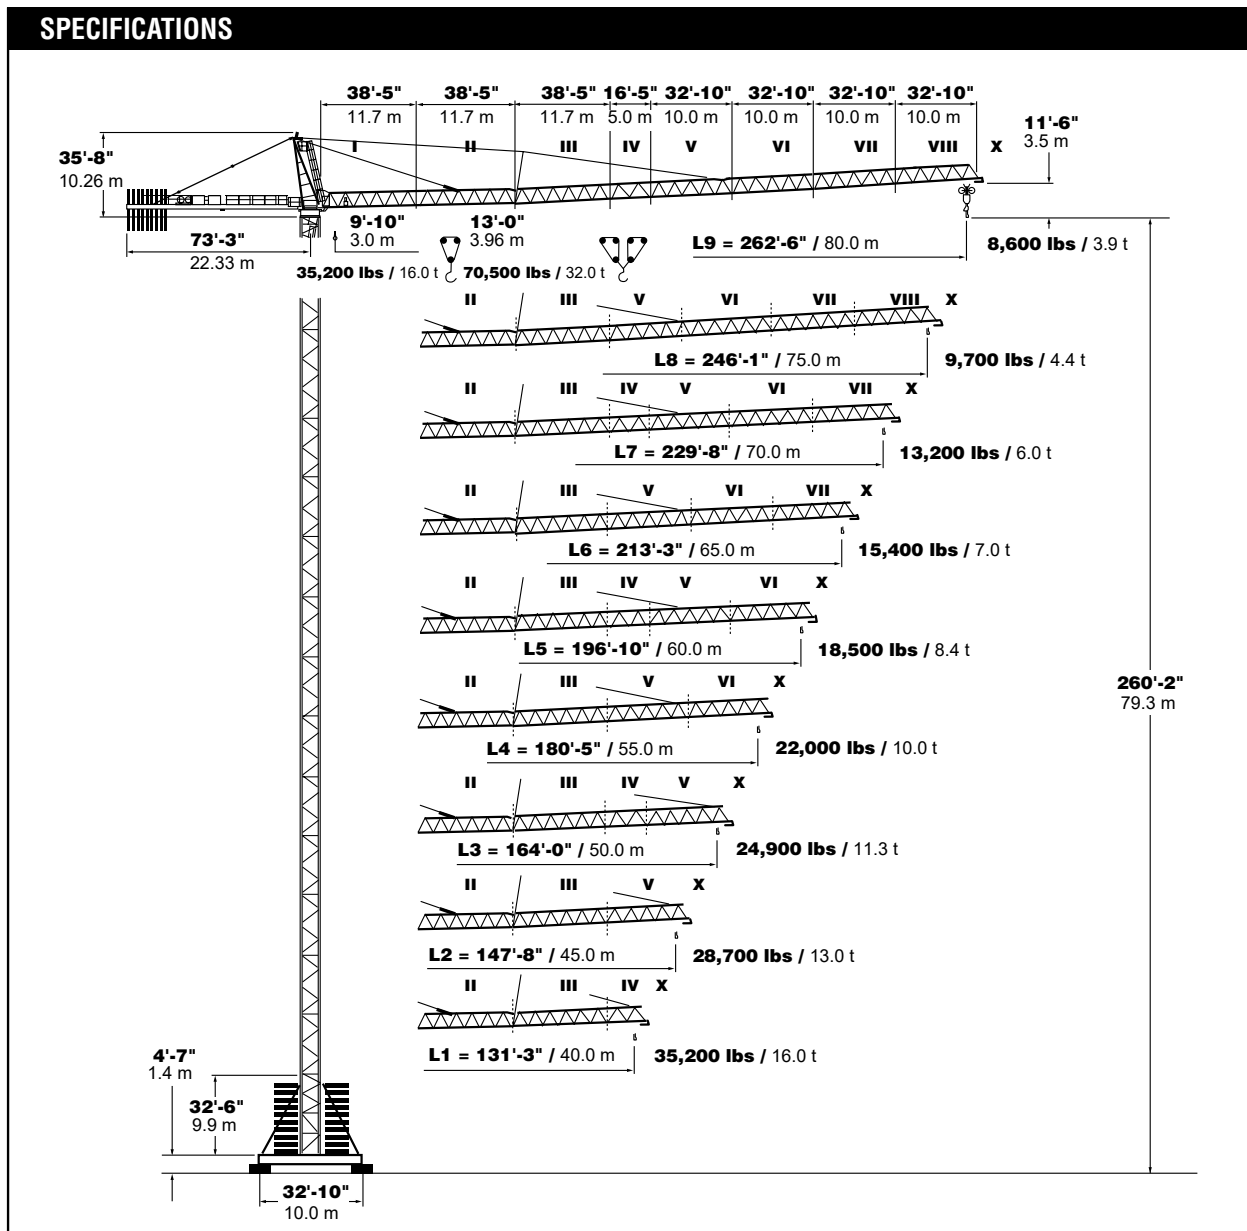 SPECIFICATIONS
38'-5" 38'-5" 38'-5" 16'-5" 32'-10" 32'-10" 32'-10" 32'-10"
11.7 m 11.7 m 11.7 m 5.0 m 10.0 m 10.0 m 10.0 m 10.0 m
11'-6"
3.5 m
I II III IV V VI VII VIII X
35'-8"
10.26 m
9'-10" 13'-0"
3.0 m 3.96 m
73'-3"
22.33 m
L9 = 262'-6" / 80.0 m 8,600 lbs / 3.9 t
35,200 lbs / 16.0 t 70,500 lbs / 32.0 t
II III V VI VII VIII X
L8 = 246'-1" / 75.0 m 9,700 lbs / 4.4 t
II III IV V VI VII X
L7 = 229'-8" / 70.0 m 13,200 lbs / 6.0 t
II III V VI VII X
L6 = 213'-3" / 65.0 m 15,400 lbs / 7.0 t
II III IV V VI X
L5 = 196'-10" / 60.0 m 18,500 lbs / 8.4 t
II III V VI X
260'-2"
79.3 m
L4 = 180'-5" / 55.0 m 22,000 lbs / 10.0 t
II III IV V X
L3 = 164'-0" / 50.0 m 24,900 lbs / 11.3 t
II III V X
L2 = 147'-8" / 45.0 m 28,700 lbs / 13.0 t
II III IV X
L1 = 131'-3" / 40.0 m 35,200 lbs / 16.0 t
4'-7"
1.4 m
32'-6"
9.9 m
32'-10"
10.0 m